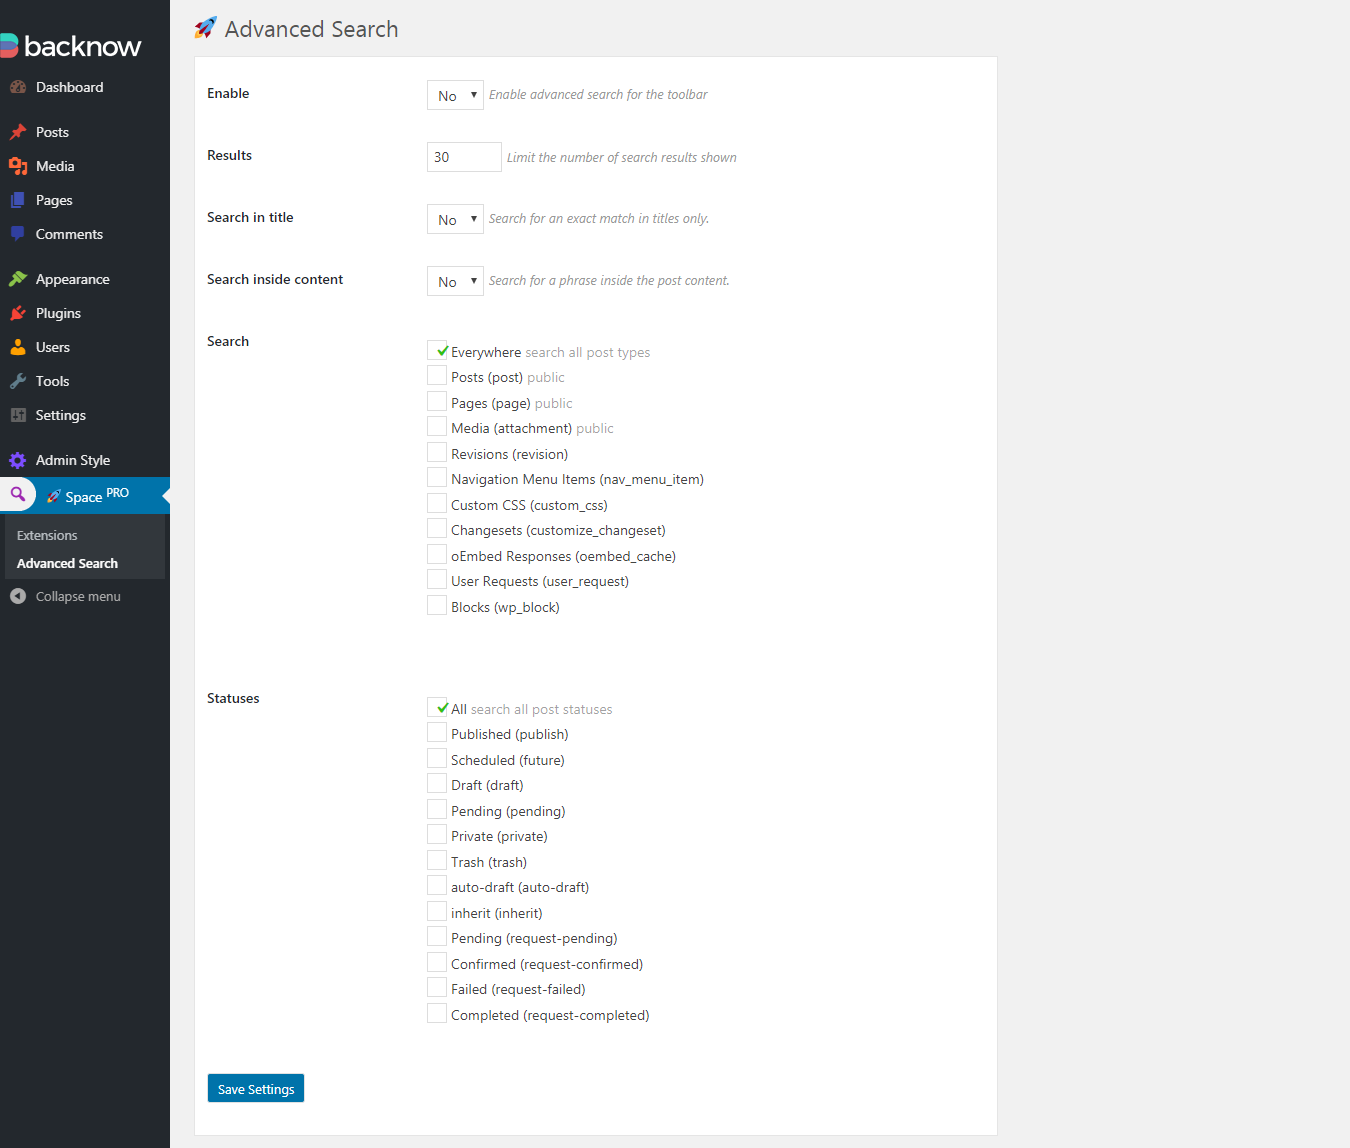 backnow
Dashboard
Posts
Media
Pages
Comments
Appearance
Plugins
Users
Tools
Settings
Admin Style
Space PRO
Extensions
Advanced Search
Collapse menu
Advanced Search
Enable No Enable advanced search for the toolbar
Results 30 Limit the number of search results shown
Search in title No Search for an exact match in titles only.
Search inside content No Search for a phrase inside the post content.
Search
Everywhere search all post types
Posts (post) public
Pages (page) public
Media (attachment) public
Revisions (revision)
Navigation Menu Items (nav_menu_item)
Custom CSS (custom_css)
Changesets (customize_changeset)
oEmbed Responses (oembed_cache)
User Requests (user_request)
Blocks (wp_block)
Statuses
All search all post statuses
Published (publish)
Scheduled (future)
Draft (draft)
Pending (pending)
Private (private)
Trash (trash)
auto-draft (auto-draft)
inherit (inherit)
Pending (request-pending)
Confirmed (request-confirmed)
Failed (request-failed)
Completed (request-completed)
Save Settings